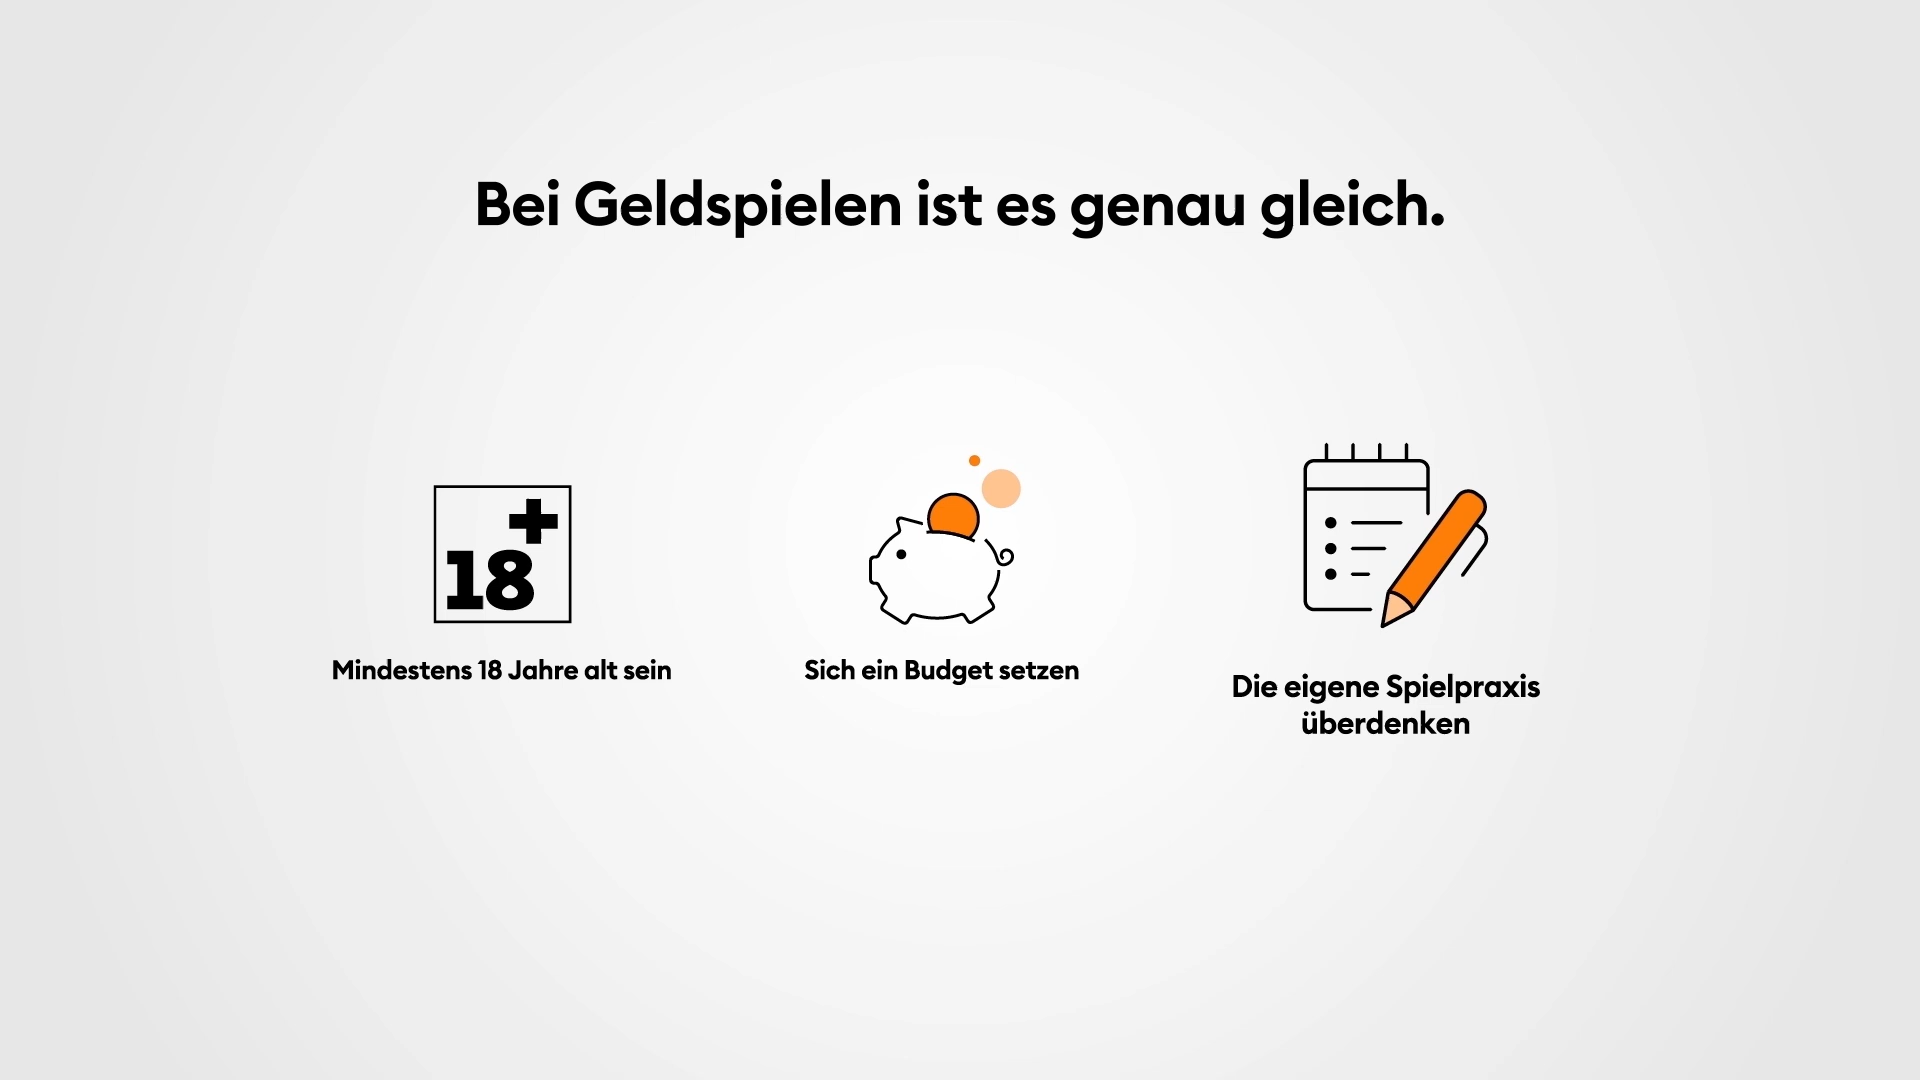 Bei Geldspielen ist es genau gleich.
18+
Mindestens 18 Jahre alt sein
Sich ein Budget setzen
Die eigene Spielpraxis
überdenken